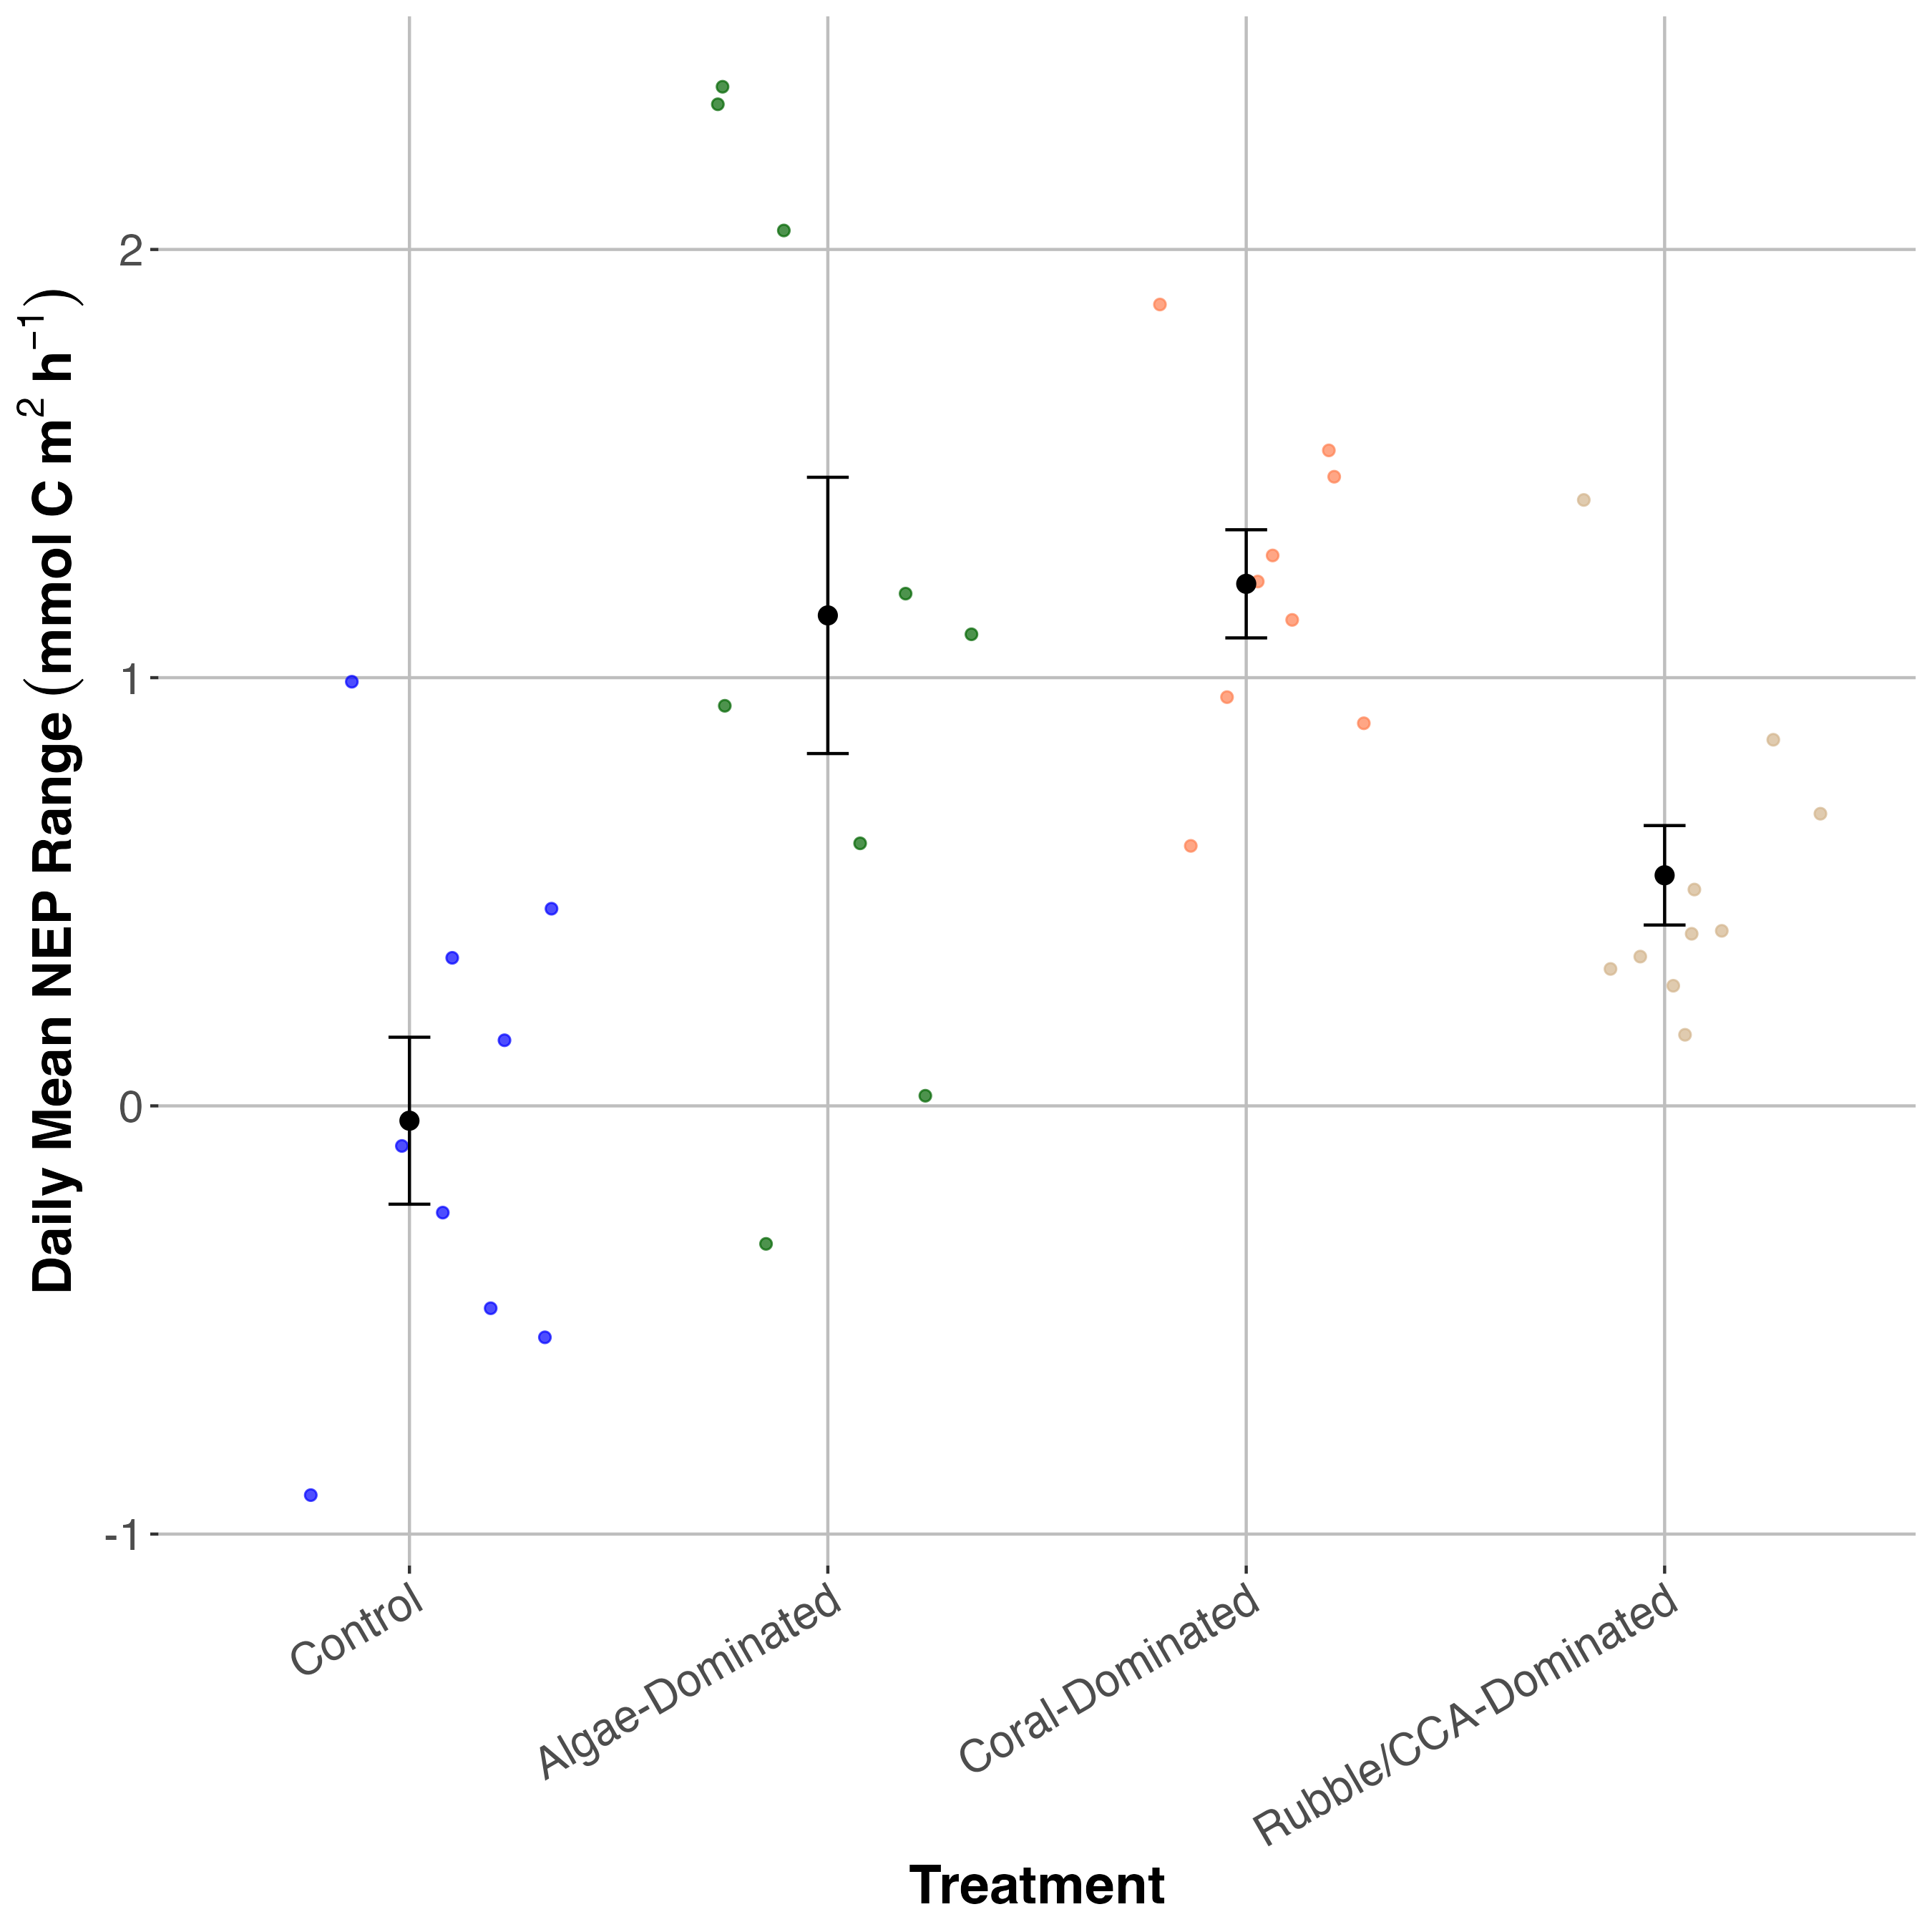 Daily Mean NEP Range (mmol C m² h⁻¹)
2
1
0
-1
Control
Algae-Dominated
Coral-Dominated
Rubble/CCA-Dominated
Treatment